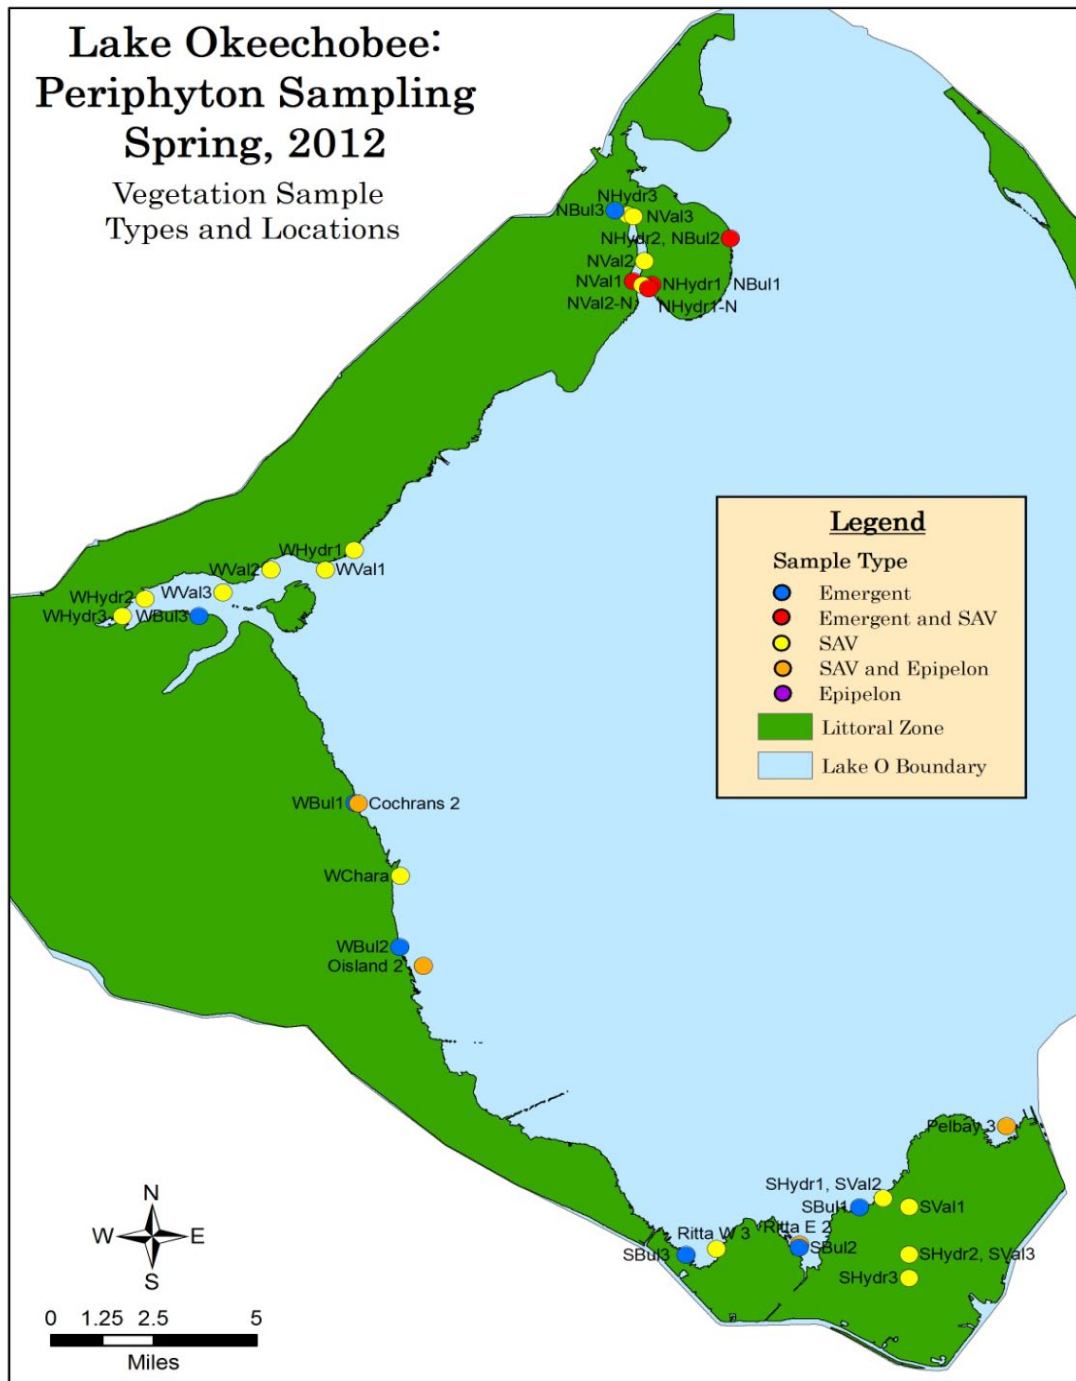 Lake Okeechobee:
Periphyton Sampling
Spring, 2012
Vegetation Sample
Types and Locations
NHydr3
NBul3
NVal3
NHydr2, NBul2
NVal2
NVal1
NHydr1, NBul1
NVal2-N
NHydr1-N
Legend
Sample Type
Emergent
Emergent and SAV
SAV
SAV and Epipelon
Epipelon
Littoral Zone
Lake O Boundary
WHydr1
WVal2
WVal1
WVal3
WHydr2
WHydr3
WBul3
WBul1
Cochrans 2
WChara
WBul2
Oisland 2
Pelbay 3
SHydr1, SVal2
SBul1
SVal1
Ritta W 3
Ritta E 2
SBul3
SBul2
SHydr2, SVal3
SHydr3
N
W E
S
0 1.25 2.5 5
Miles